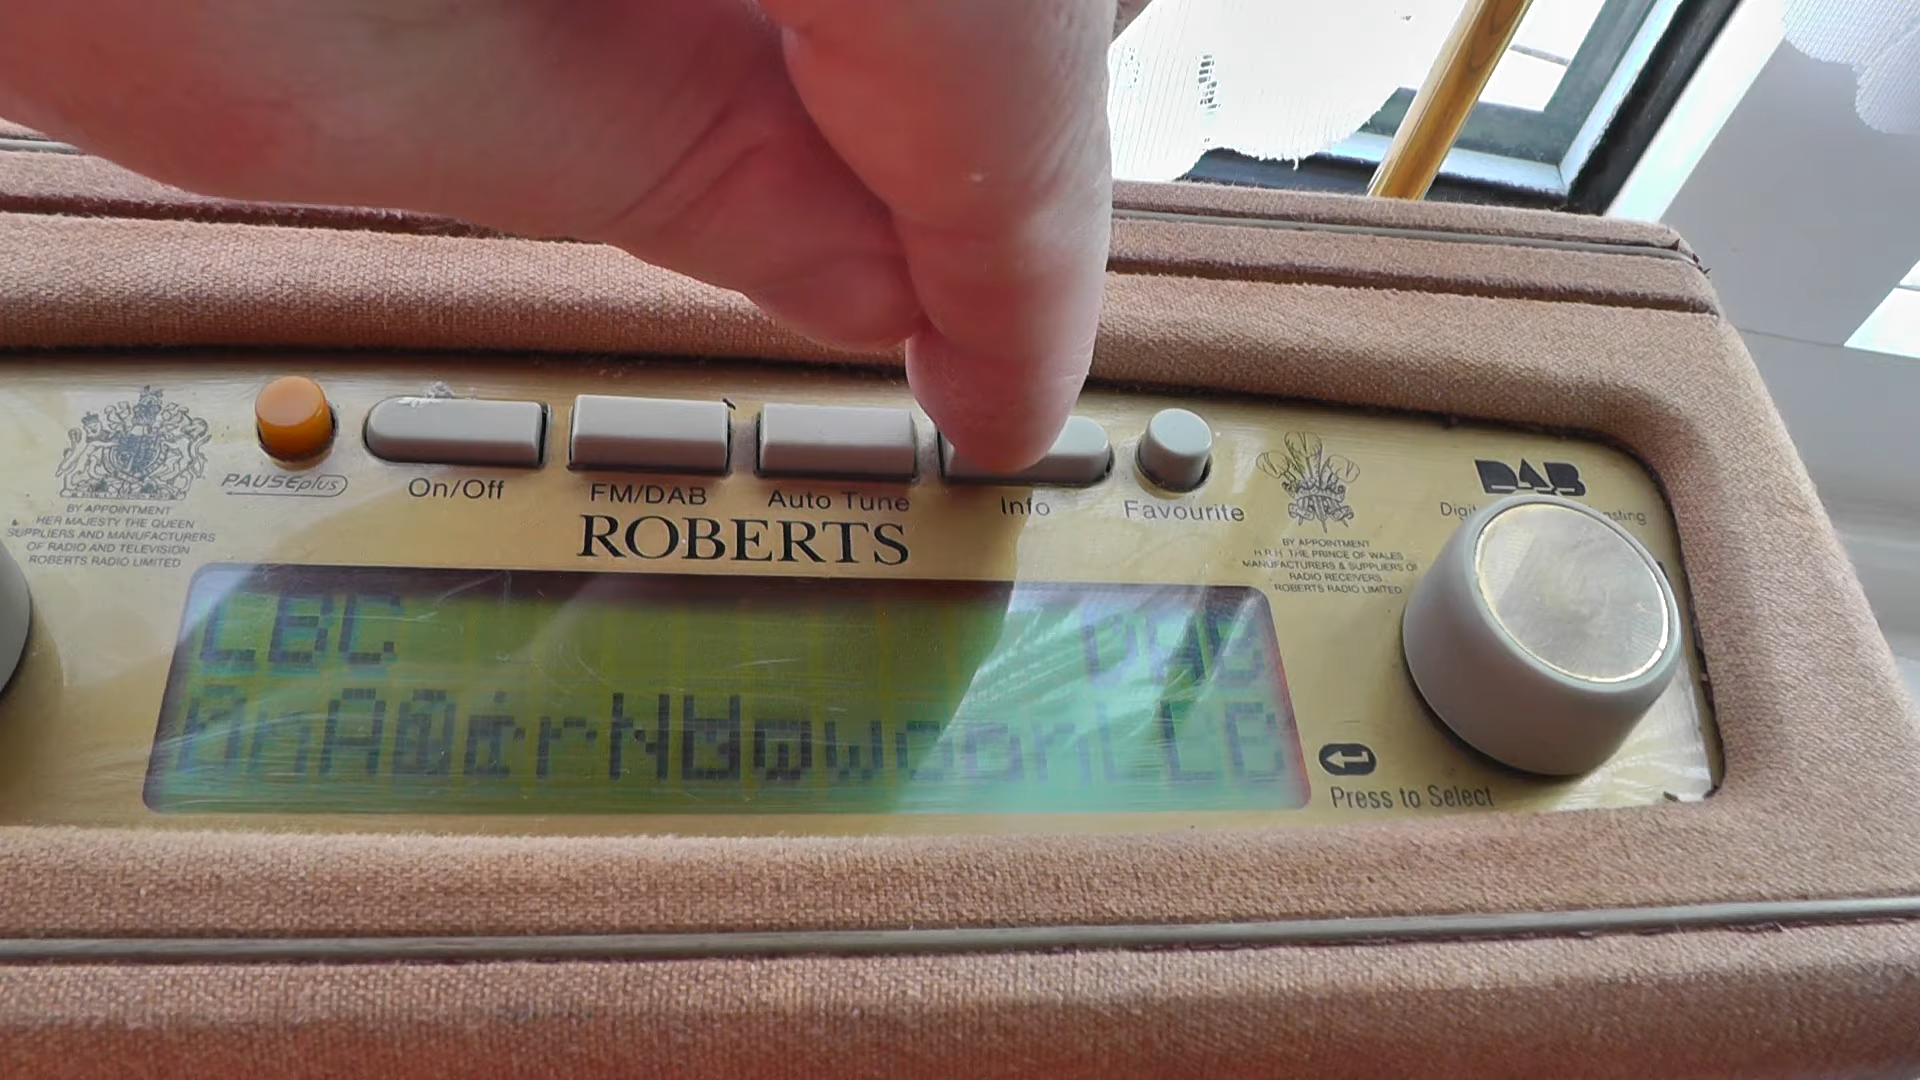 PAUSEplus
On/Off
FM/DAB
Auto Tune
Info
Favourite
BY APPOINTMENT
HER MAJESTY THE QUEEN
SUPPLIERS AND MANUFACTURERS
OF RADIO AND TELEVISION
ROBERTS RADIO LIMITED
ROBERTS
BY APPOINTMENT
H.R.H. THE PRINCE OF WALES
MANUFACTURERS & SUPPLIERS OF
RADIO RECEIVERS
ROBERTS RADIO LIMITED
DAB
LBC DAB
Press to Select